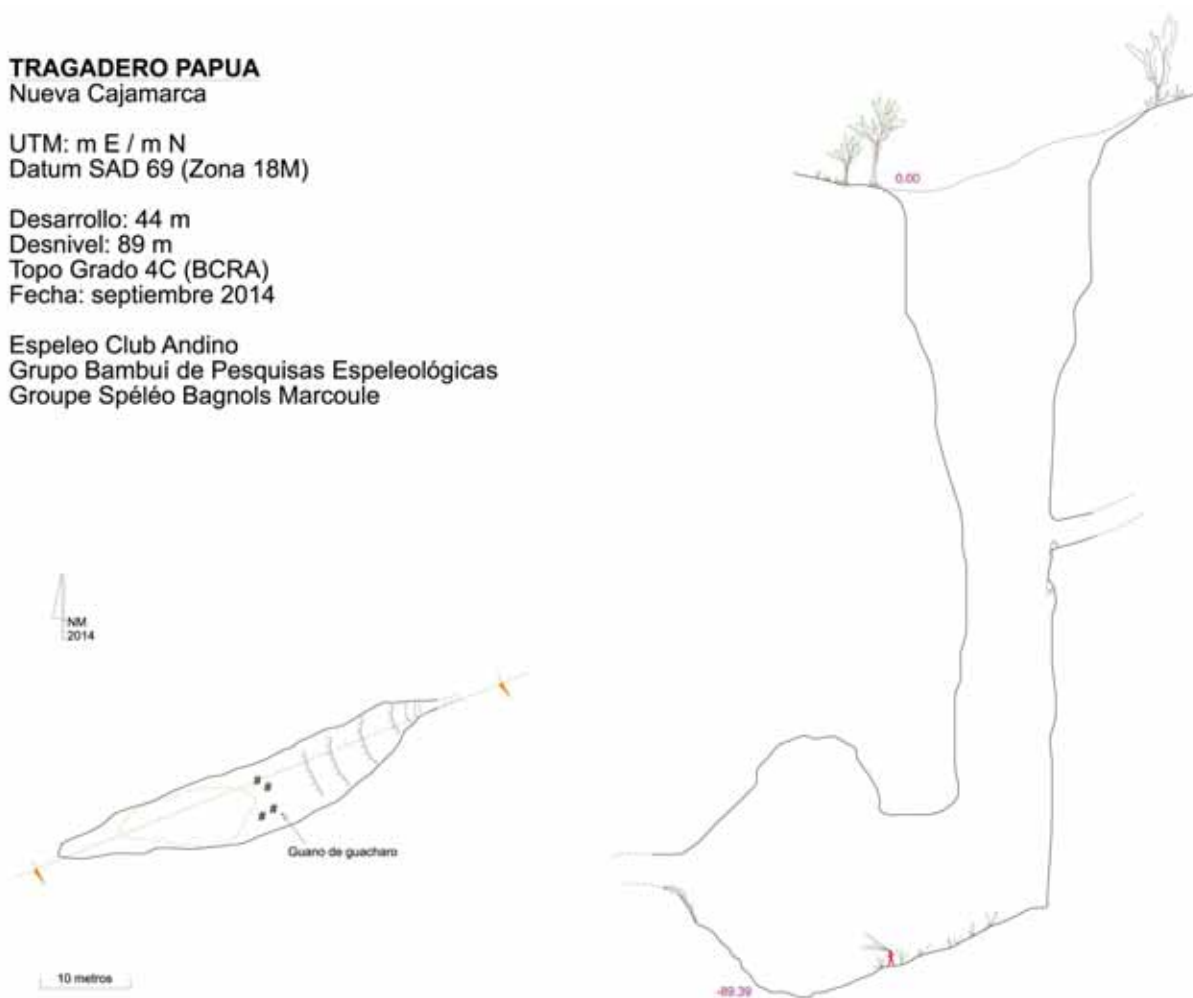 TRAGADERO PAPUA
Nueva Cajamarca
UTM: m E / m N
Datum SAD 69 (Zona 18M)
Desarrollo: 44 m
Desnivel: 89 m
Topo Grado 4C (BCRA)
Fecha: septiembre 2014
Espeleo Club Andino
Grupo Bambuí de Pesquisas Espeleológicas
Groupe Spéléo Bagnols Marcoule
0.00
NM
2014
Guano de guacharo
10 metros
-89.39